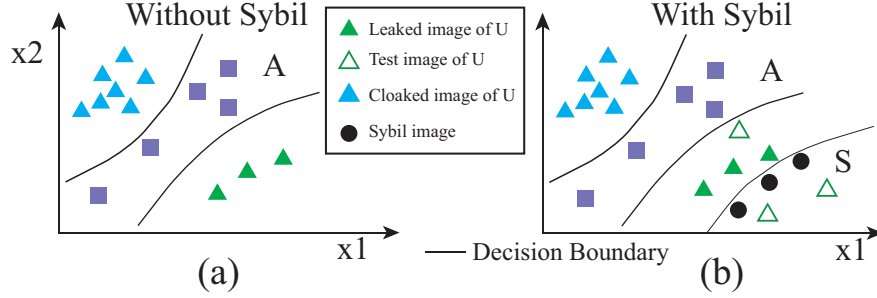 Without Sybil
x2
A
x1
(a)
Leaked image of U
Test image of U
Cloaked image of U
Sybil image
Decision Boundary
With Sybil
A
S
x1
(b)